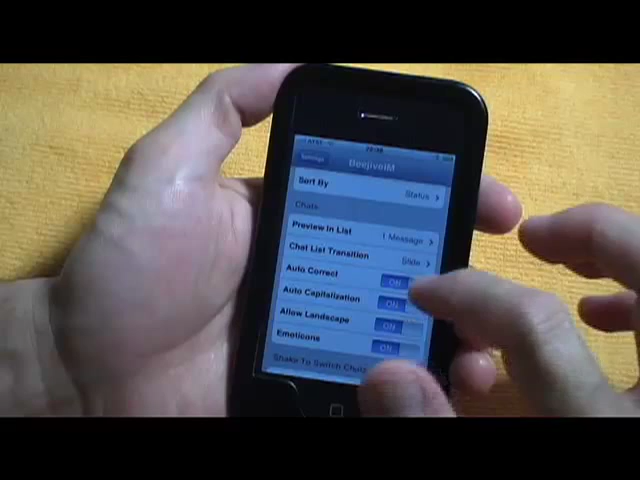 AT&T
Settings BeejiveIM
Sort By Status
Chats
Preview in List 1 Message
Chat List Transition Slide
Auto Correct ON
Auto Capitalization ON
Allow Landscape ON
Emoticons ON
Shake To Switch Chats